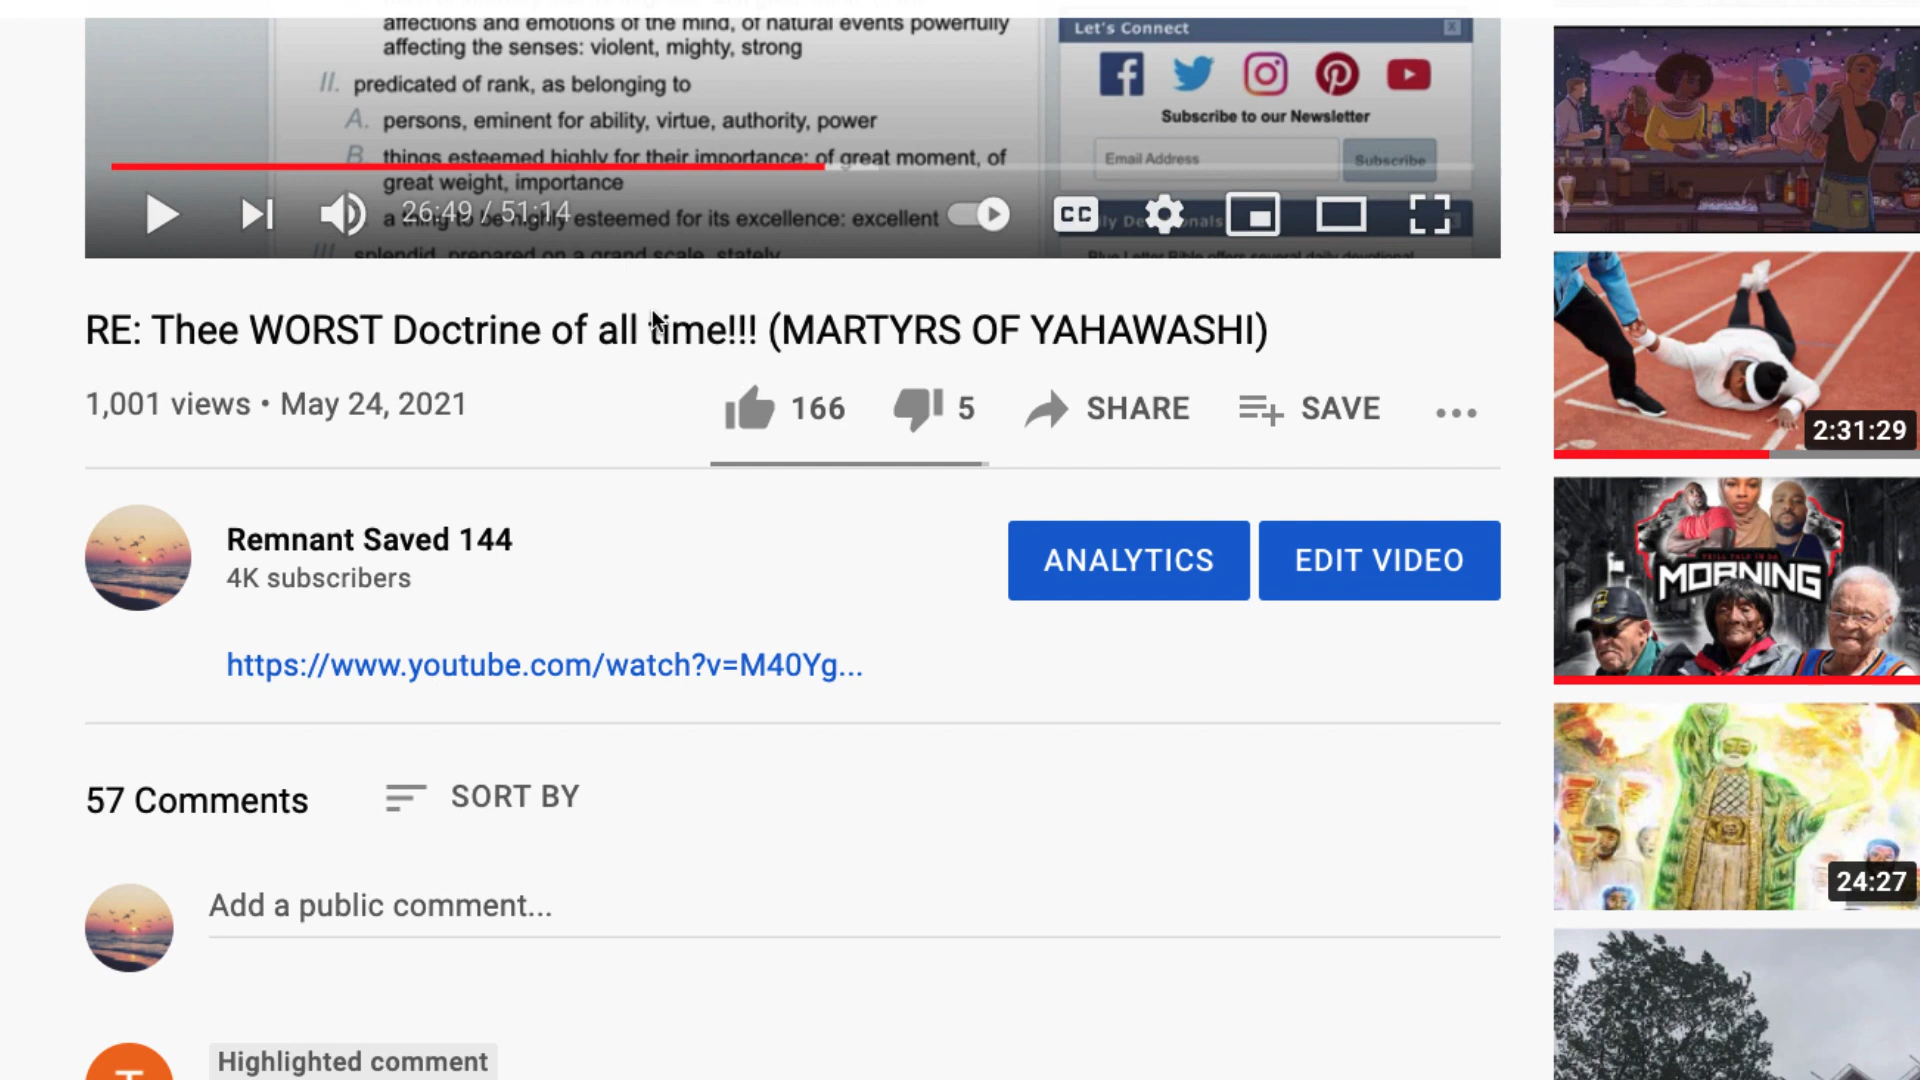 affections and emotions of the mind, of natural events powerfully
affecting the senses: violent, mighty, strong
II. predicated of rank, as belonging to
A. persons, eminent for ability, virtue, authority, power
B. things esteemed highly for their importance: of great moment, of
great weight, importance
a thing to be highly esteemed for its excellence: excellent
III. splendid, prepared on a grand scale, stately
Let's Connect
Subscribe to our Newsletter
Email Address
Subscribe
Blue Letter Bible offers several daily devotional
26:49 / 51:14
CC
RE: Thee WORST Doctrine of all time!!! (MARTYRS OF YAHAWASHI)
1,001 views • May 24, 2021
166
5
SHARE
SAVE
Remnant Saved 144
4K subscribers
ANALYTICS
EDIT VIDEO
https://www.youtube.com/watch?v=M40Yg...
57 Comments
SORT BY
Add a public comment...
Highlighted comment
2:31:29
MORNING
24:27